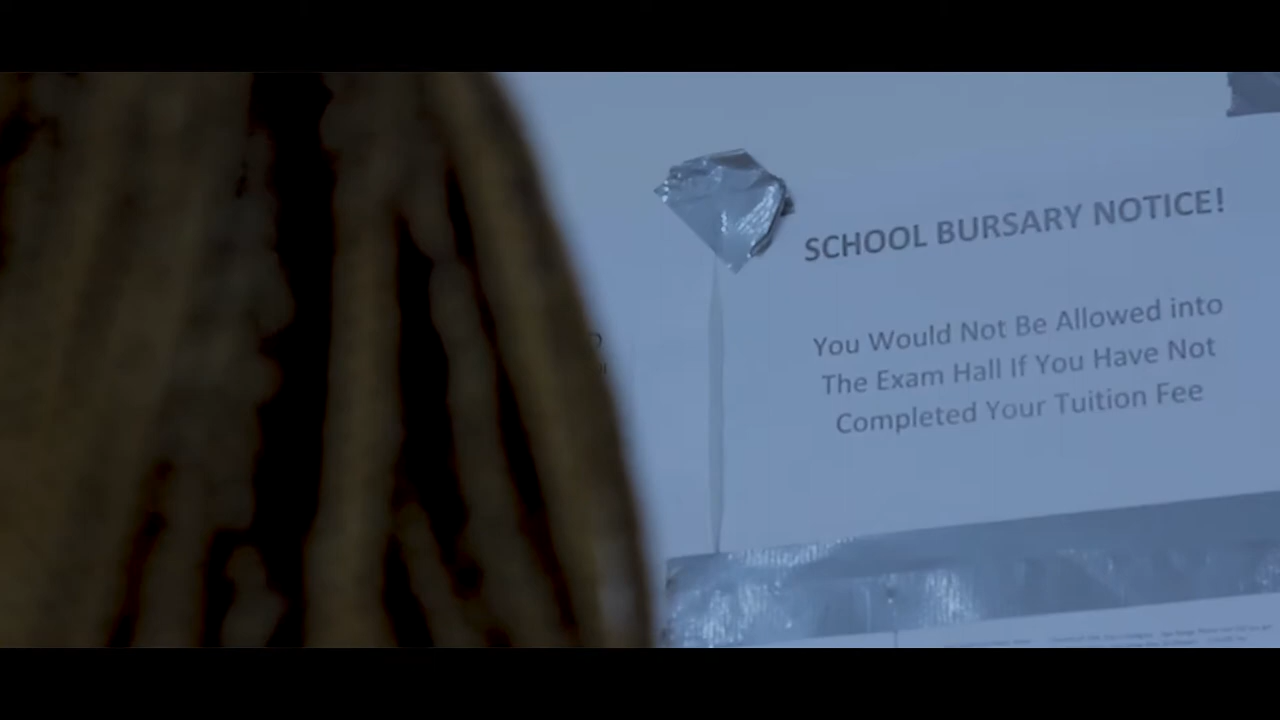 SCHOOL BURSARY NOTICE!
You Would Not Be Allowed into
The Exam Hall If You Have Not
Completed Your Tuition Fee